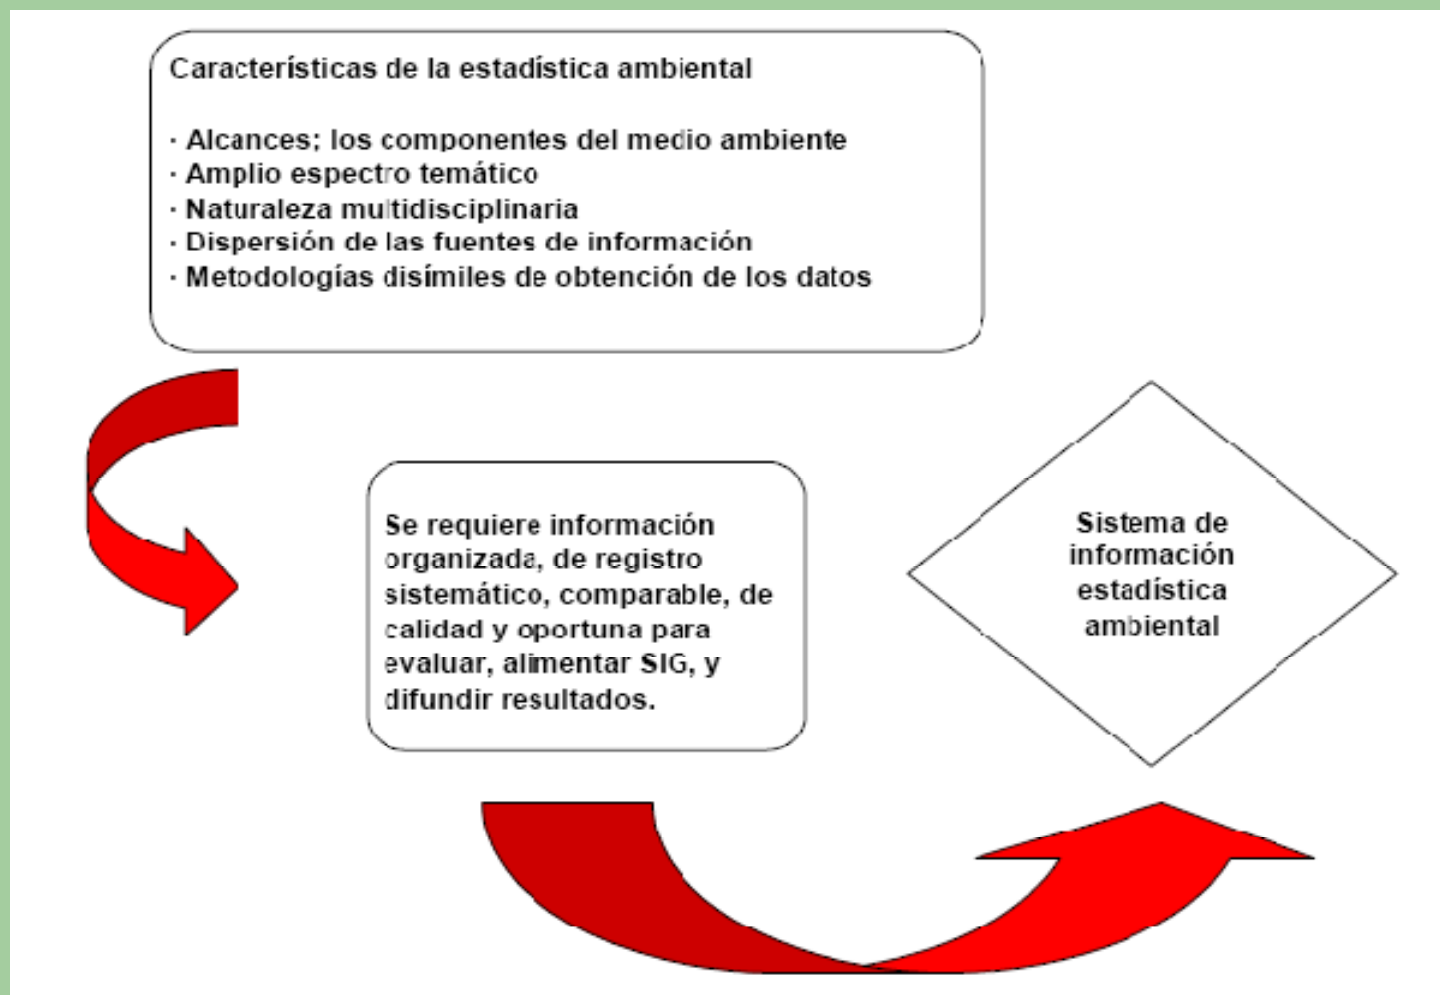 Características de la estadística ambiental
· Alcances; los componentes del medio ambiente
· Amplio espectro temático
· Naturaleza multidisciplinaria
· Dispersión de las fuentes de información
· Metodologías disímiles de obtención de los datos
Se requiere información
organizada, de registro
sistemático, comparable, de
calidad y oportuna para
evaluar, alimentar SIG, y
difundir resultados.
Sistema de
información
estadística
ambiental